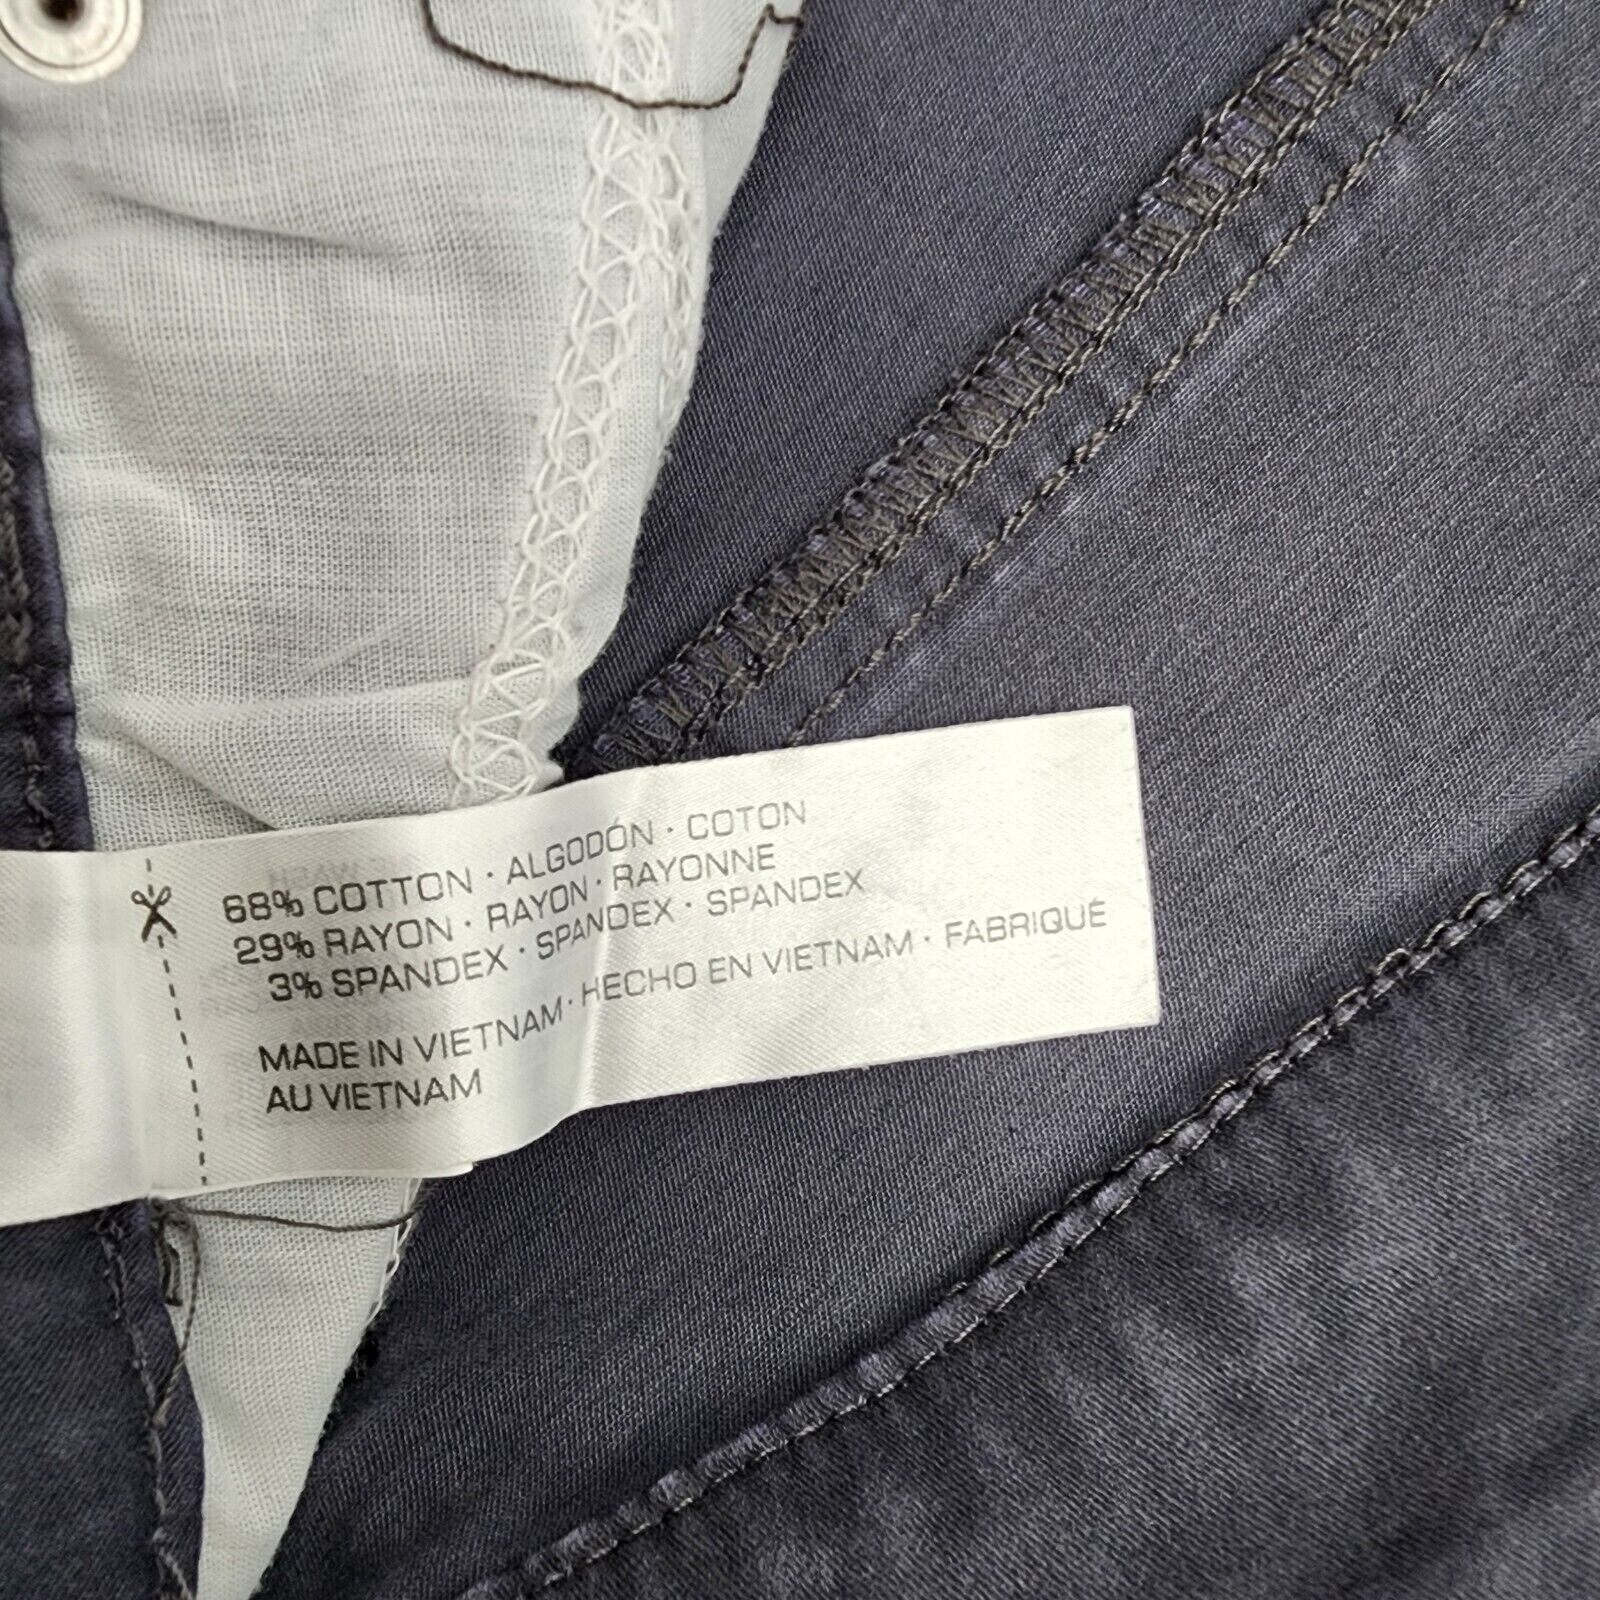 68% COTTON · ALGODÓN · COTON
29% RAYON · RAYON · RAYONNE
3% SPANDEX · SPANDEX · SPANDEX
MADE IN VIETNAM · HECHO EN VIETNAM · FABRIQUÉ
AU VIETNAM